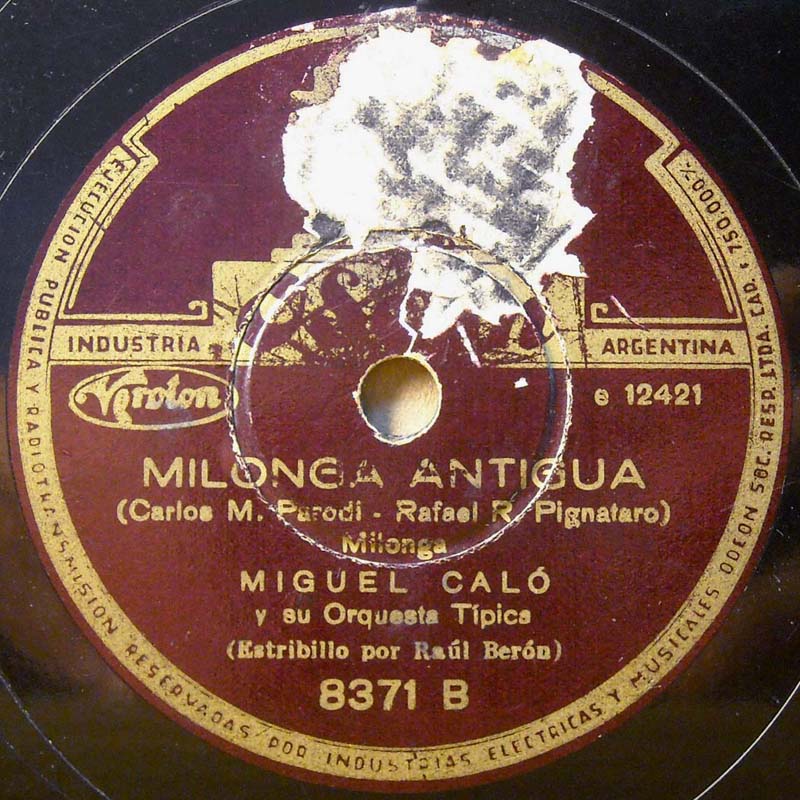 INDUSTRIA
ARGENTINA
Veroton
e 12421
MILONGA ANTIGUA
(Carlos M. Parodi - Rafael R. Pignataro)
Milonga
MIGUEL CALÓ
y su Orquesta Típica
(Estribillo por Raúl Berón)
8371 B
EJECUCION PUBLICA Y RADIOTRANSMISION RESERVADAS POR INDUSTRIAS ELECTRICAS Y MUSICALES ODEON SOC. RESP. LTDA. CAP. $ 750.000%